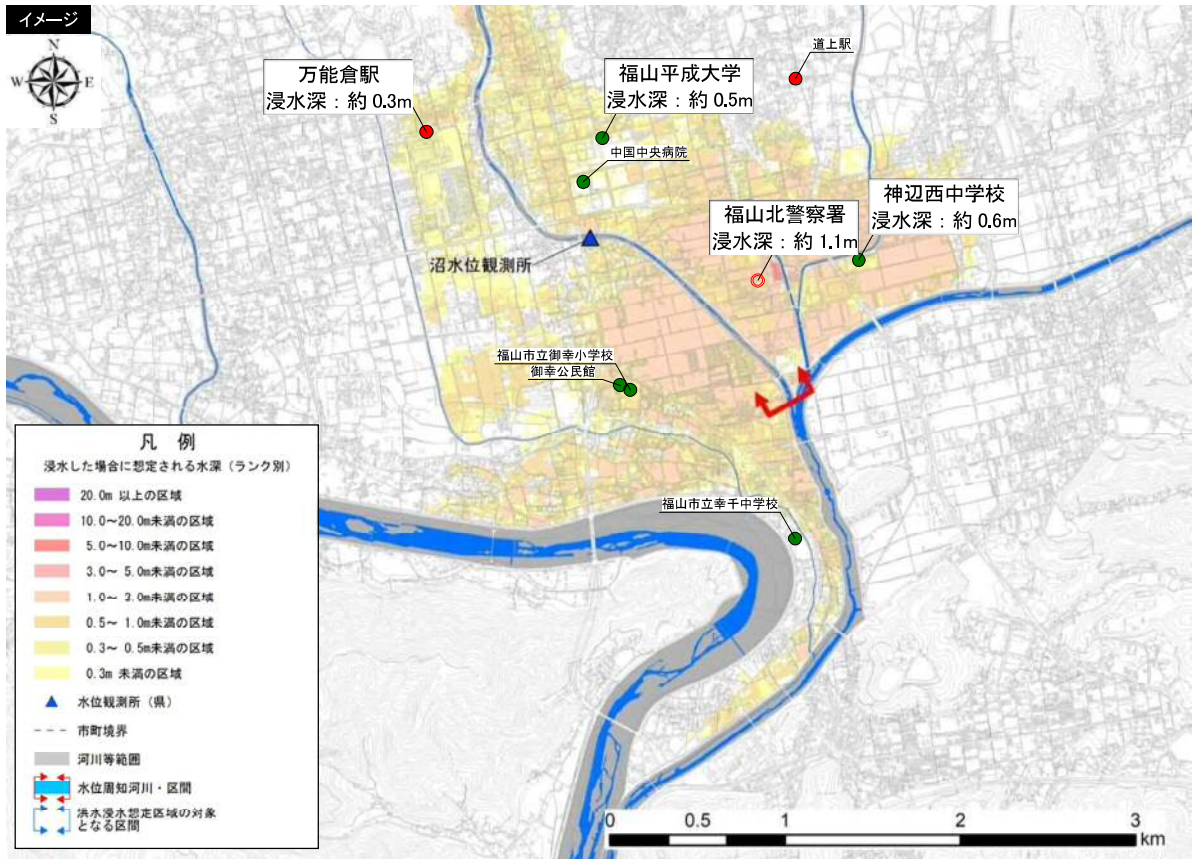 イメージ
N
W
E
S
道上駅
万能倉駅
浸水深：約 0.3m
福山平成大学
浸水深：約 0.5m
中国中央病院
神辺西中学校
浸水深：約 0.6m
福山北警察署
浸水深：約 1.1m
沼水位観測所
福山市立御幸小学校
御幸公民館
福山市立幸千中学校
凡 例
浸水した場合に想定される水深（ランク別）
20.0m 以上の区域
10.0～20.0m未満の区域
5.0～10.0m未満の区域
3.0～ 5.0m未満の区域
1.0～ 3.0m未満の区域
0.5～ 1.0m未満の区域
0.3～ 0.5m未満の区域
0.3m 未満の区域
水位観測所（県）
市町境界
河川等範囲
水位周知河川・区間
洪水浸水想定区域の対象
となる区間
0 0.5 1 2 3
km